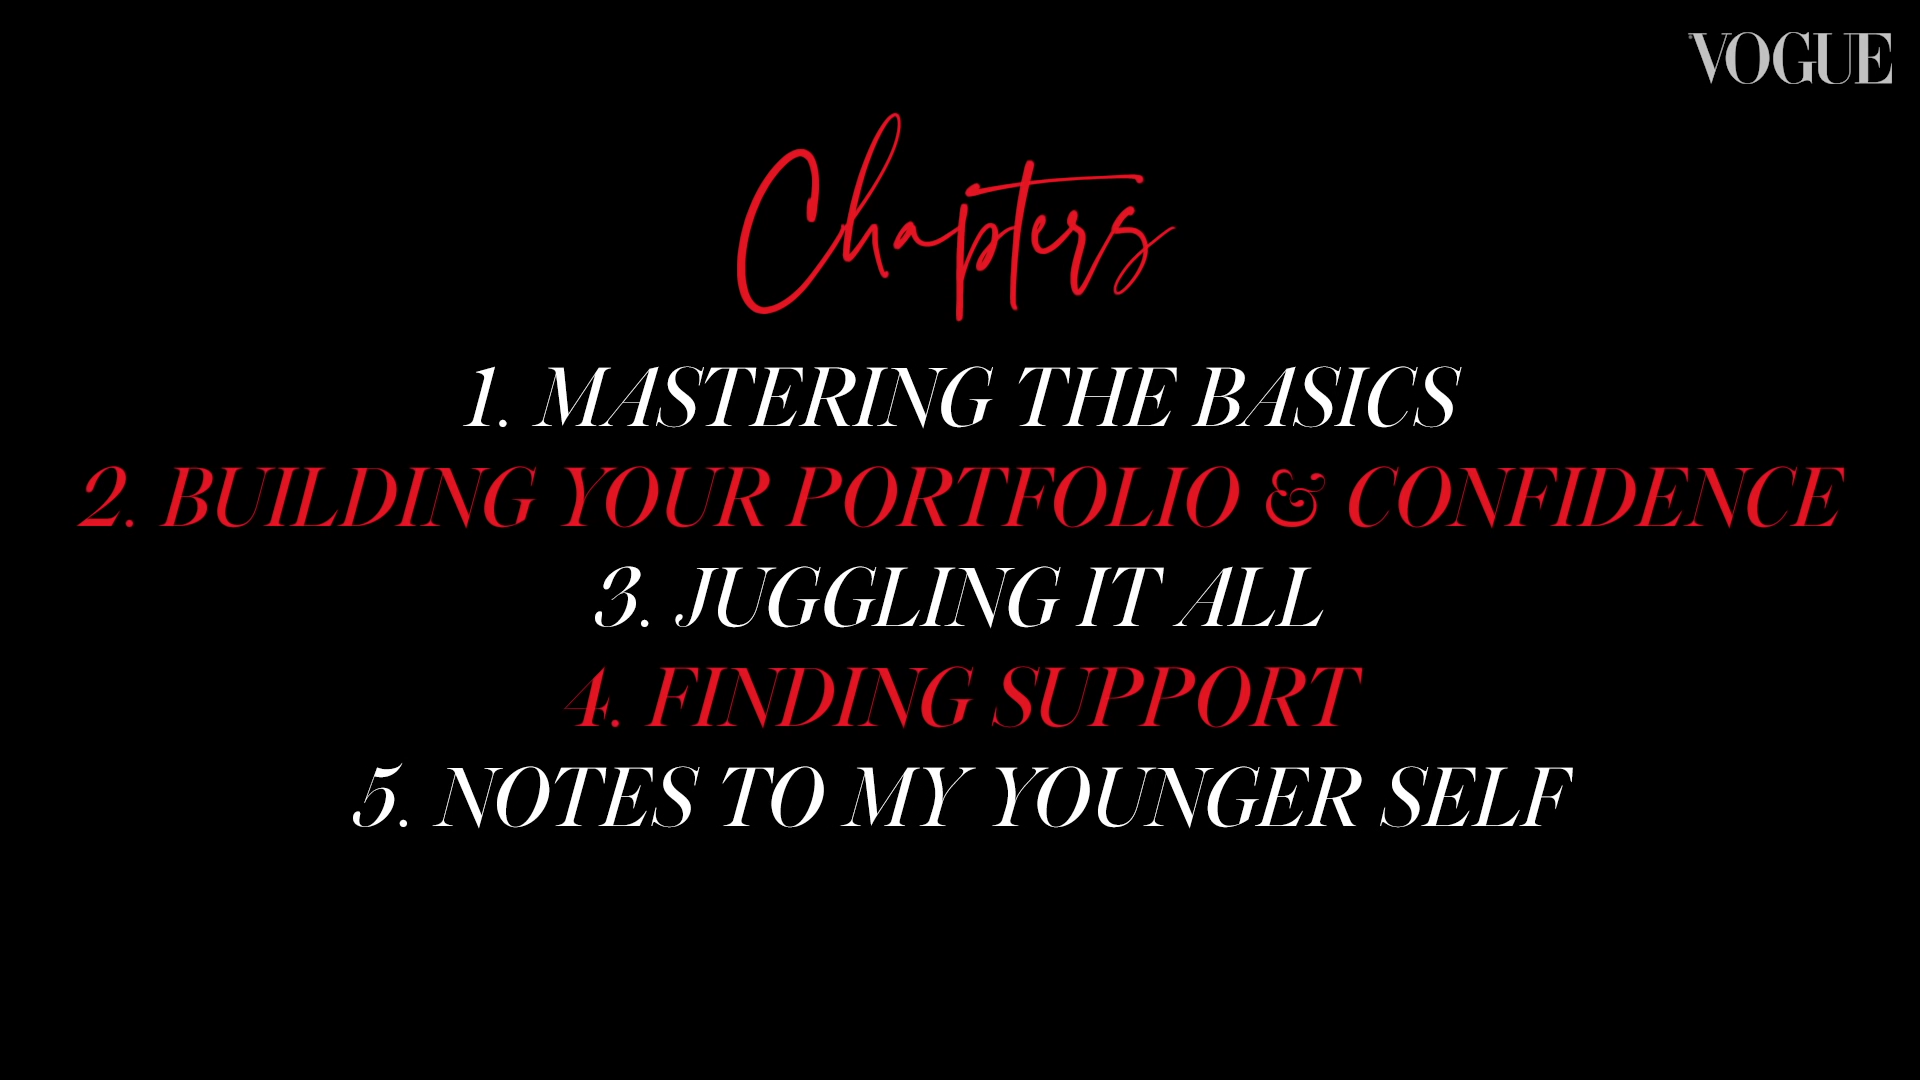 VOGUE
Chapters
1. MASTERING THE BASICS
2. BUILDING YOUR PORTFOLIO & CONFIDENCE
3. JUGGLING IT ALL
4. FINDING SUPPORT
5. NOTES TO MY YOUNGER SELF